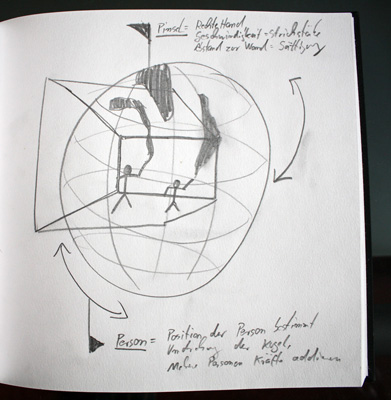 Pinsel = Rechte Hand
Geschwindigkeit = Strichstärke
Abstand zur Wand = Sättigung
Person = Position der Person bestimmt
Umdrehung der Kugel,
Mehre Personen Kräfte addieren